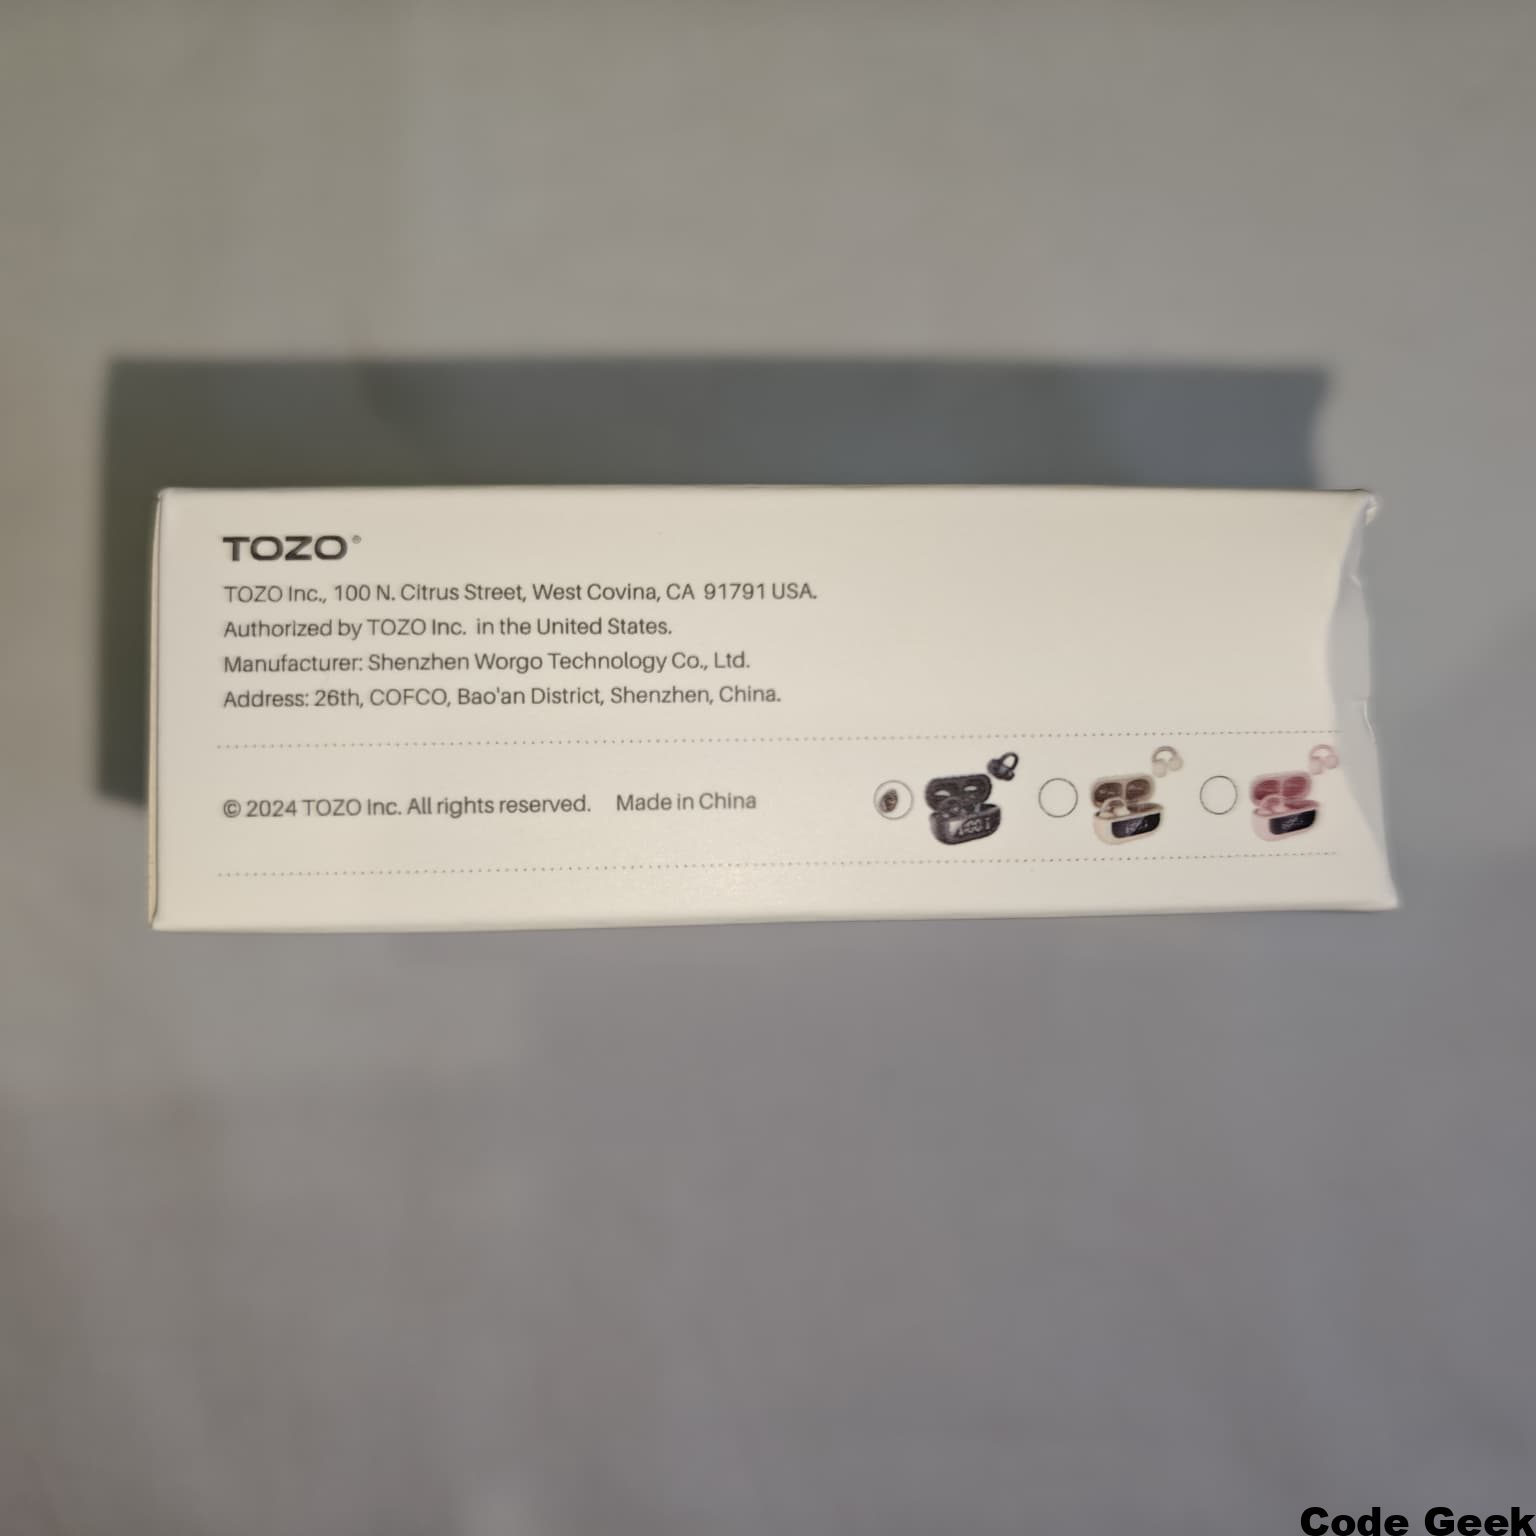 TOZO®
TOZO Inc., 100 N. Citrus Street, West Covina, CA 91791 USA.
Authorized by TOZO Inc. in the United States.
Manufacturer: Shenzhen Worgo Technology Co., Ltd.
Address: 26th, COFCO, Bao'an District, Shenzhen, China.
© 2024 TOZO Inc. All rights reserved. Made in China
Code Geek